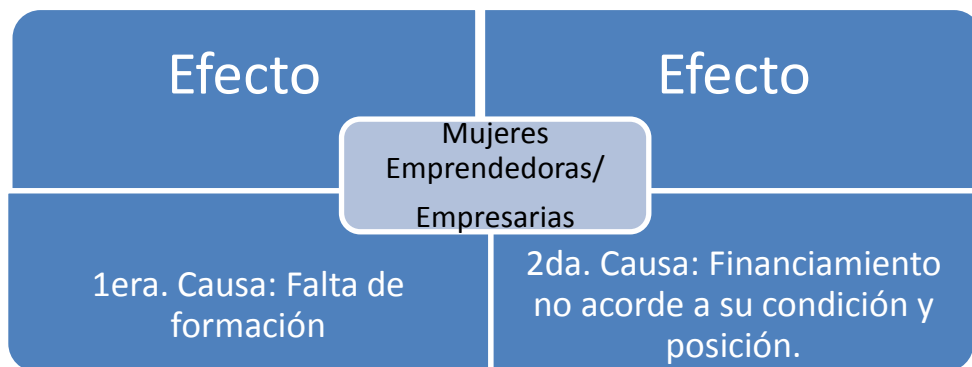 Efecto
Efecto
Mujeres
Emprendedoras/
Empresarias
1era. Causa: Falta de
formación
2da. Causa: Financiamiento
no acorde a su condición y
posición.